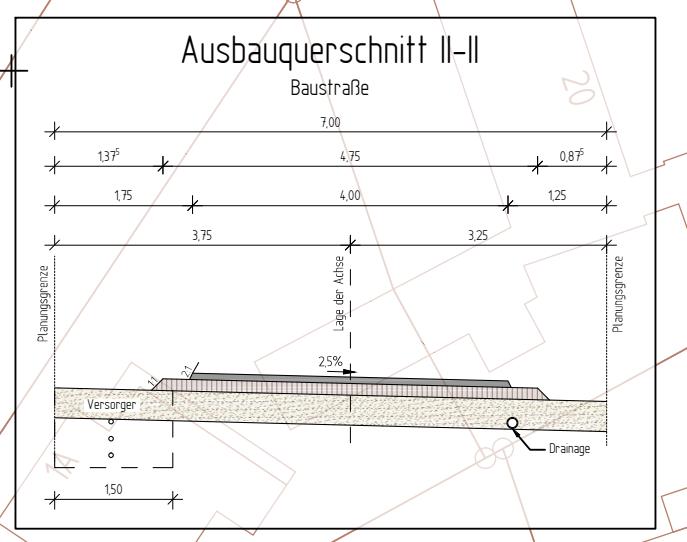 Ausbauquerschnitt II-II
Baustraße
20
7,00
1,37⁵ 4,75 0,87⁵
1,75 4,00 1,25
3,75 3,25
Planungsgrenze
Lage der Achse
Planungsgrenze
2,5%
1:1
2:1
Versorger
Drainage
1A
1,50